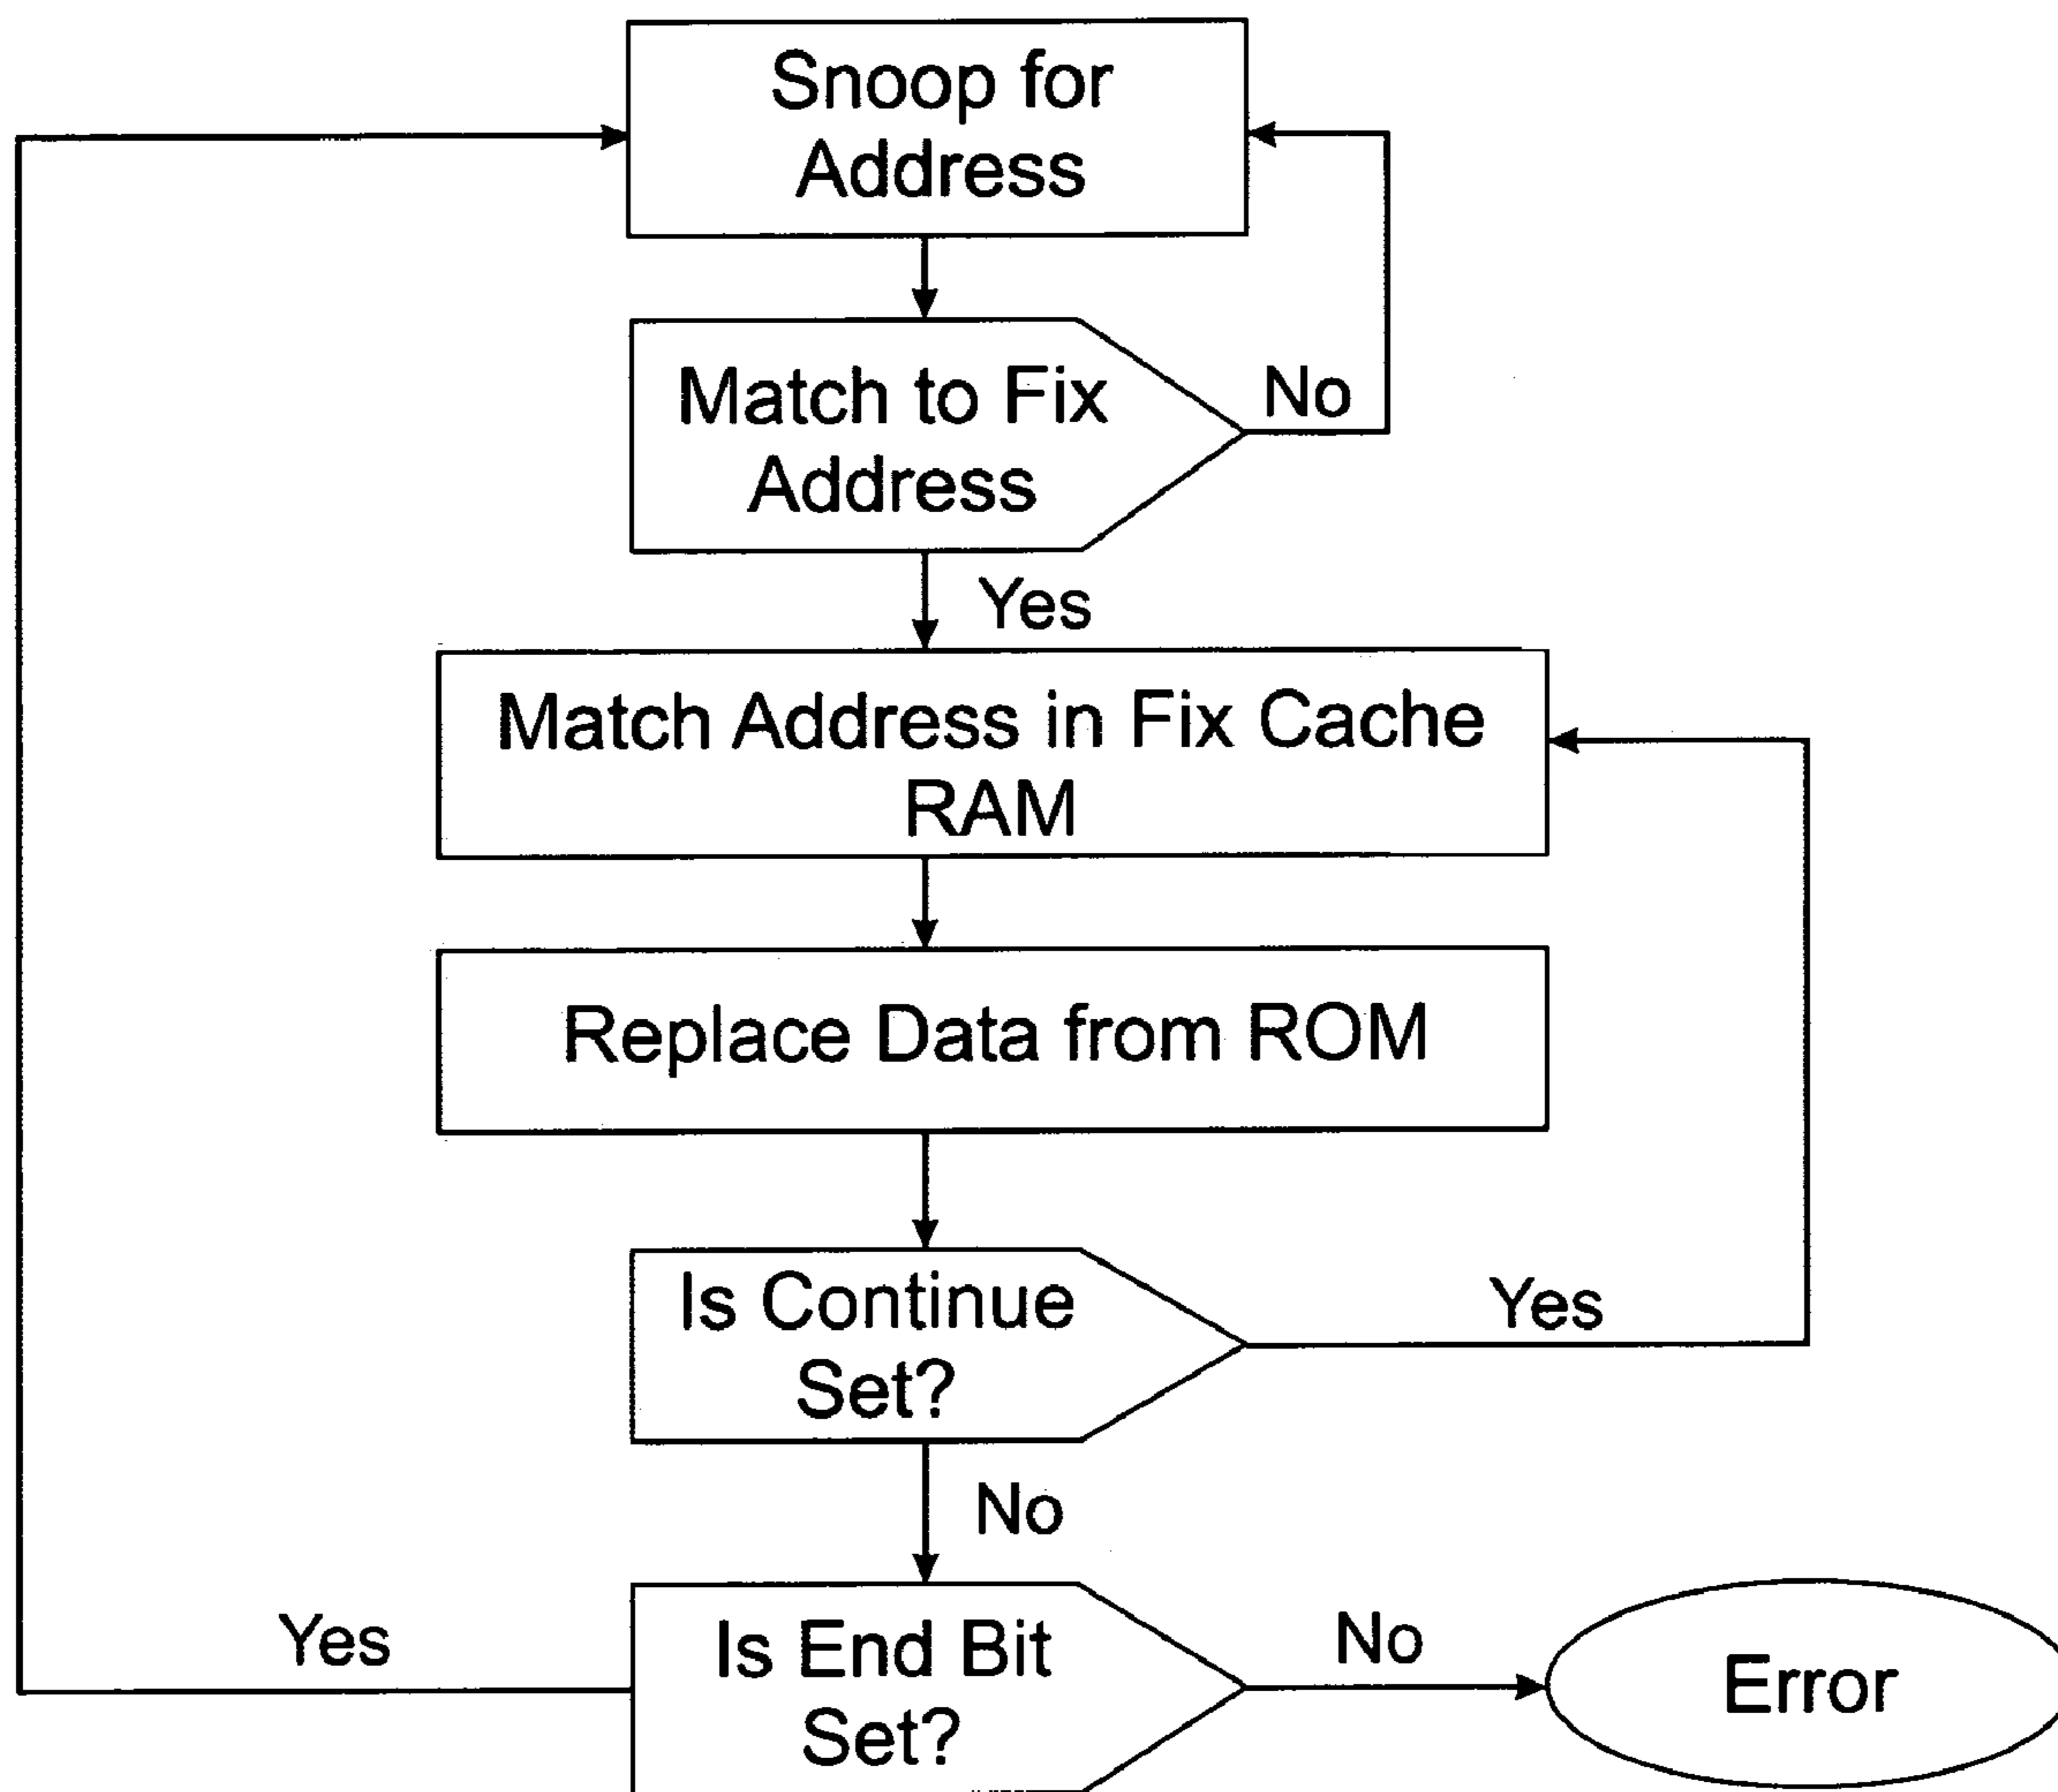 Snoop for
Address
Match to Fix
Address
No
Yes
Match Address in Fix Cache
RAM
Replace Data from ROM
Is Continue
Set?
Yes
No
Is End Bit
Set?
Yes
No
Error